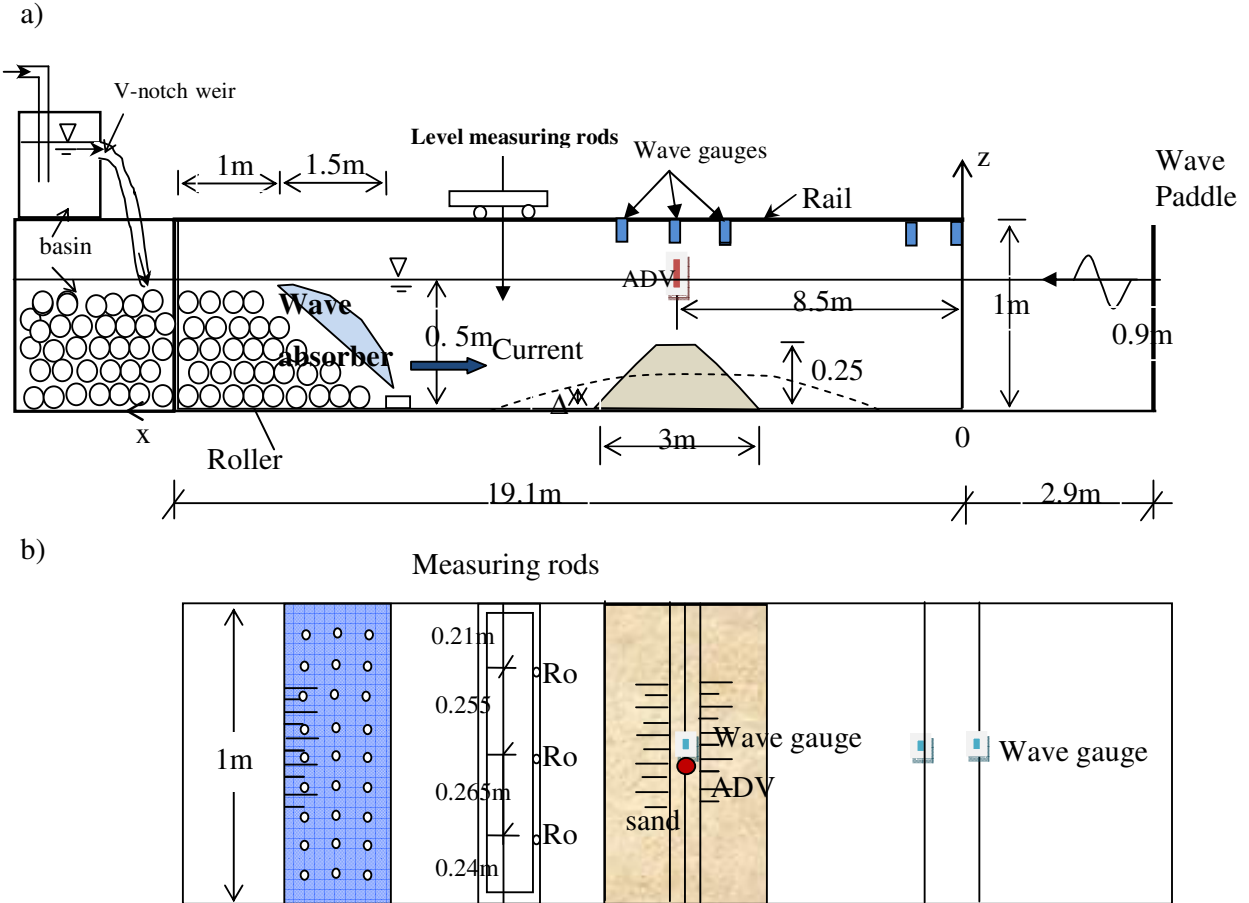 a)
V-notch weir
Level measuring rods
Wave gauges
z
Wave
Paddle
1m
1.5m
Rail
basin
ADV
8.5m
1m
0.9m
Wave
absorber
0. 5m
Current
0.25
Δ
x
Roller
3m
0
19.1m
2.9m
b)
Measuring rods
0.21m
Ro
0.255
1m
Wave gauge
Wave gauge
Ro
0.265m
ADV
sand
Ro
0.24m